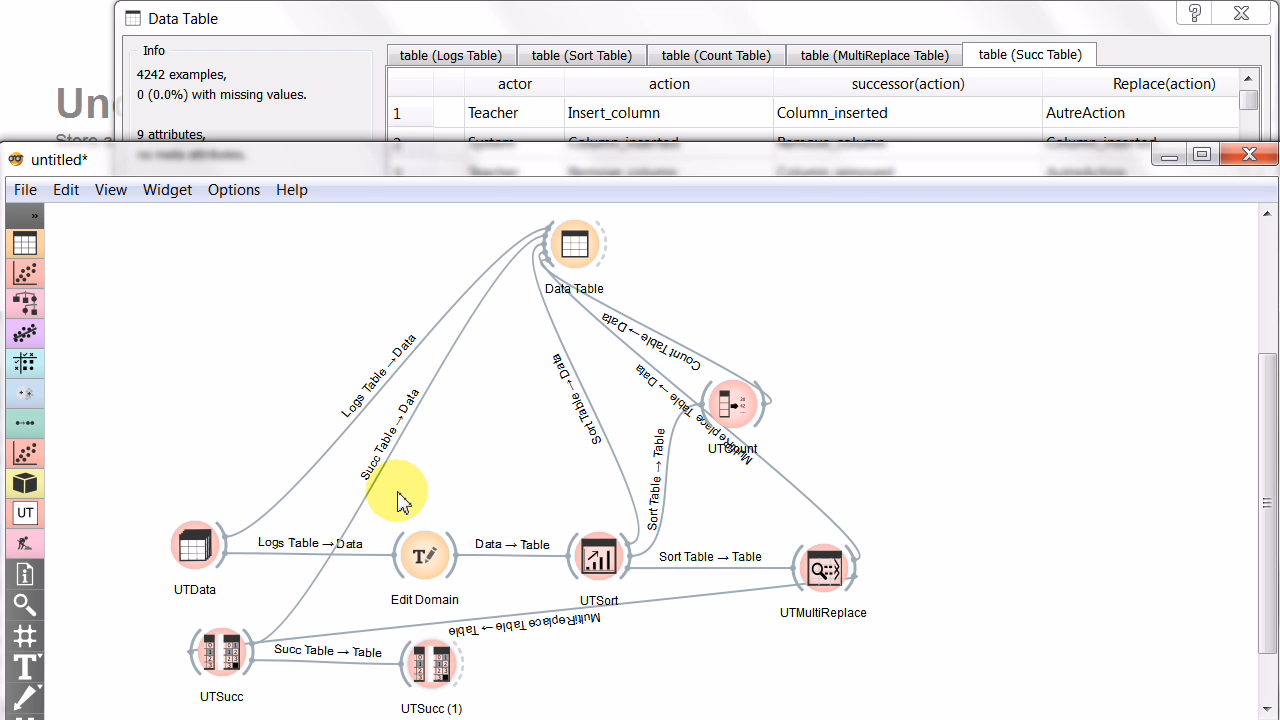 Data Table
Info
4242 examples,
0 (0.0%) with missing values.
9 attributes,
no meta attributes.
table (Logs Table)
table (Sort Table)
table (Count Table)
table (MultiReplace Table)
table (Succ Table)
actor action successor(action) Replace(action)
1 Teacher Insert_column Column_inserted AutreAction
untitled*
File Edit View Widget Options Help
Data Table
Count Table → Data
Logs Table → Data
Sort Table → Data
MultiReplace Table → Data
Succ Table → Data
UTCount
Sort Table → Table
Logs Table → Data
Data → Table
Sort Table → Table
UTData
Edit Domain
UTSort
UTMultiReplace
MultiReplace Table → Table
Succ Table → Table
UTSucc
UTSucc (1)
UT